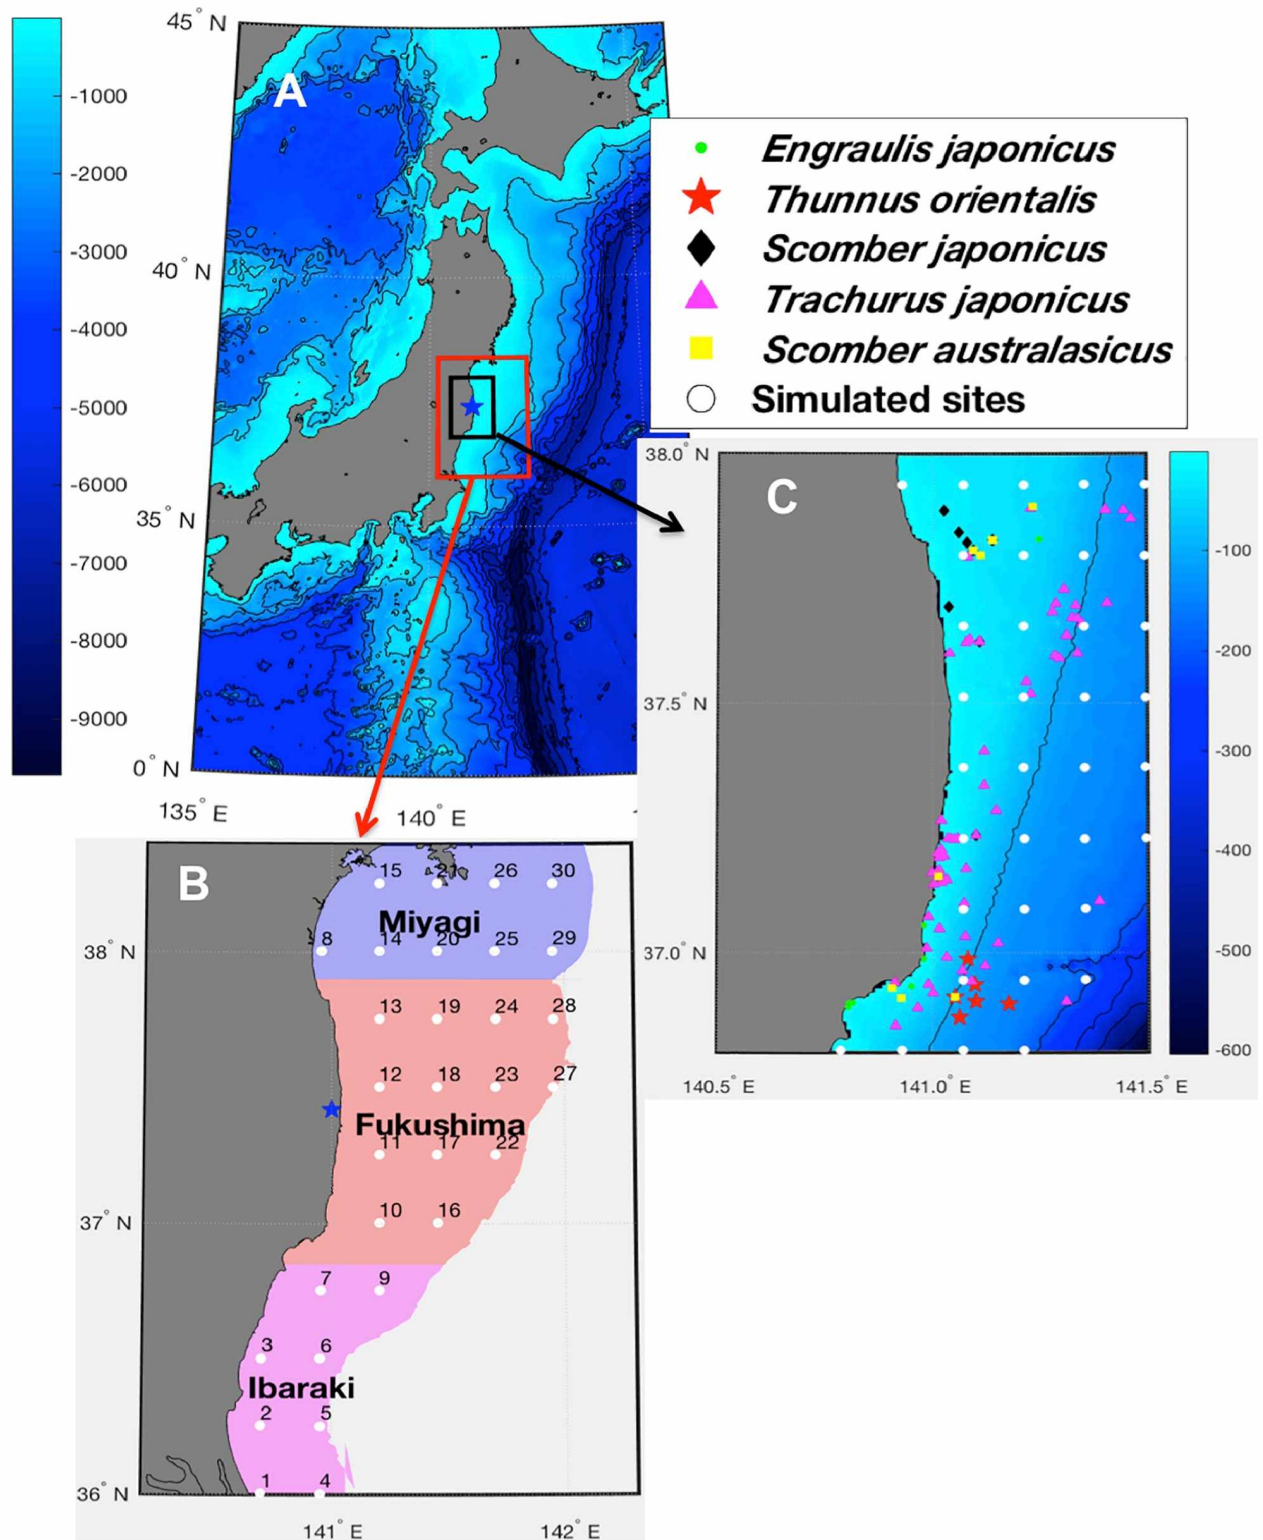 45° N
A
-1000
-2000
-3000
-4000
-5000
-6000
-7000
-8000
-9000
40° N
35° N
0° N
135° E
140° E
1
Engraulis japonicus
Thunnus orientalis
Scomber japonicus
Trachurus japonicus
Scomber australasicus
Simulated sites
38.0° N
C
-100
-200
37.5° N
-300
-400
37.0° N
-500
-600
140.5° E
141.0° E
141.5° E
B
15 21 26 30
Miyagi
8 14 20 25 29
38° N
13 19 24 28
12 18 23 27
Fukushima
11 17 22
10 16
37° N
7 9
3 6
Ibaraki
2 5
1 4
36° N
141° E
142° E